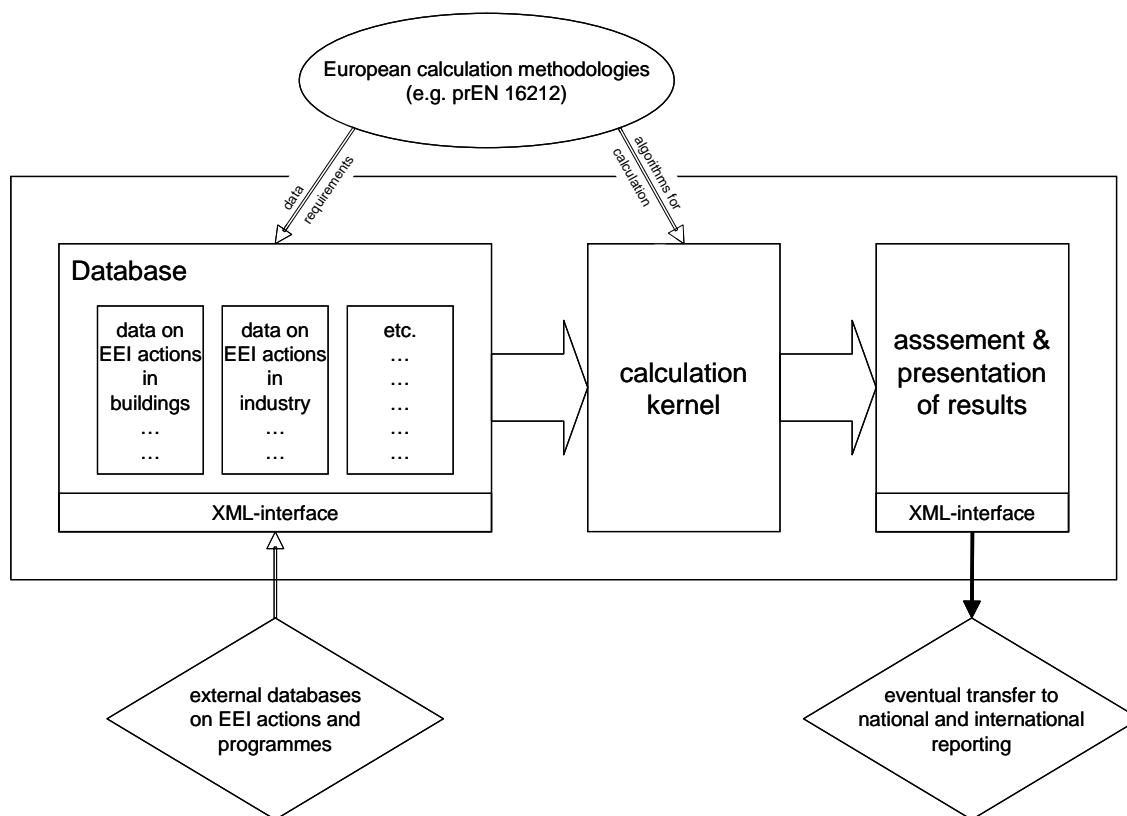 European calculation methodologies
(e.g. prEN 16212)
data
requirements
algorithms for
calculation
Database
data on
EEI actions
in
buildings
…
…
data on
EEI actions
in
industry
…
…
etc.
…
…
…
…
…
XML-interface
calculation
kernel
asssement &
presentation
of results
XML-interface
external databases
on EEI actions and
programmes
eventual transfer to
national and international
reporting